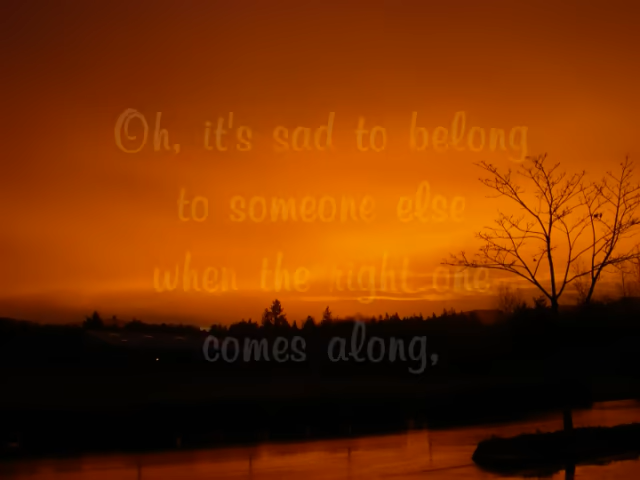 Oh, it's sad to belong
to someone else
when the right one
comes along,